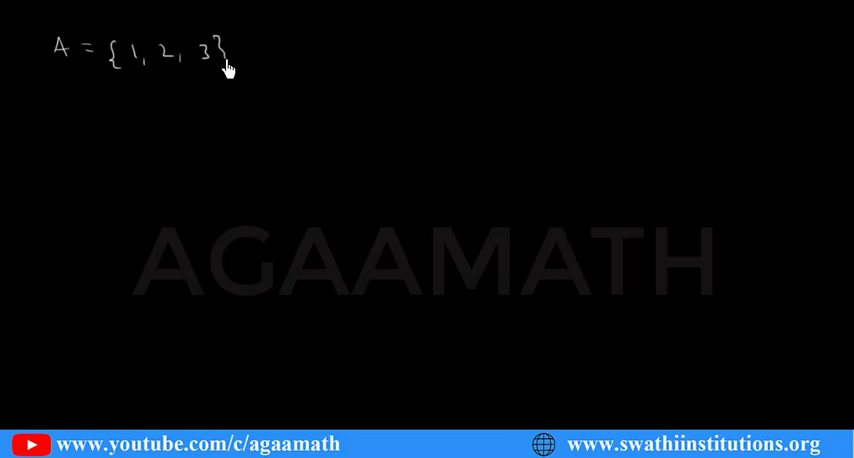 A = { 1, 2, 3}
AGAAMATH
www.youtube.com/c/agaamath
www.swathiinstitutions.org